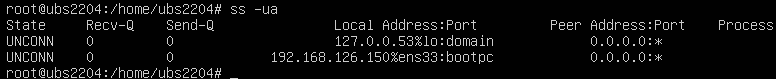 root@ubs2204:/home/ubs2204# ss -ua
State Recv-Q Send-Q Local Address:Port Peer Address:Port Process
UNCONN 0 0 127.0.0.53%lo:domain 0.0.0.0:*
UNCONN 0 0 192.168.126.150%ens33:bootpc 0.0.0.0:*
root@ubs2204:/home/ubs2204# _